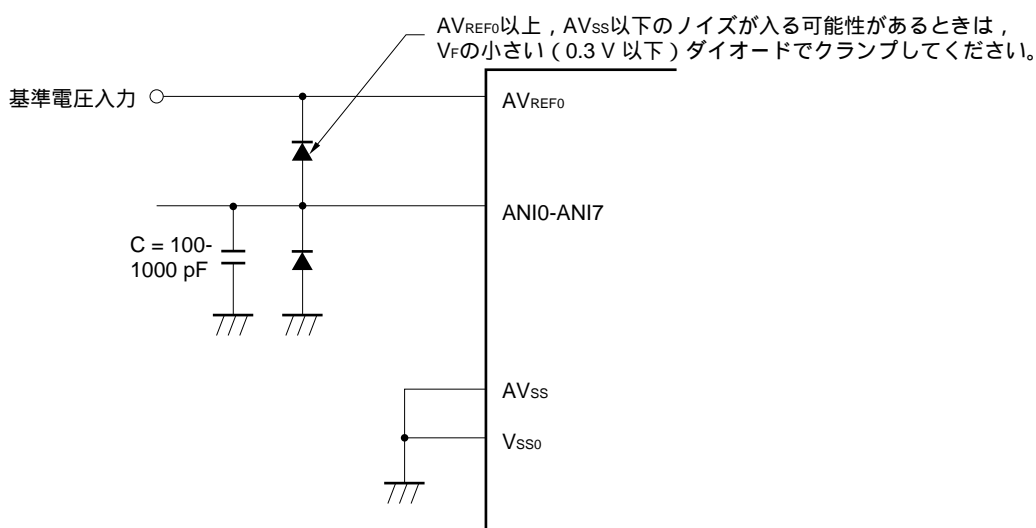 AVREF0以上，AVSS以下のノイズが入る可能性があるときは，
VFの小さい（0.3 V 以下）ダイオードでクランプしてください。
基準電圧入力
AVREF0
ANI0-ANI7
C = 100-
1000 pF
AVSS
VSS0